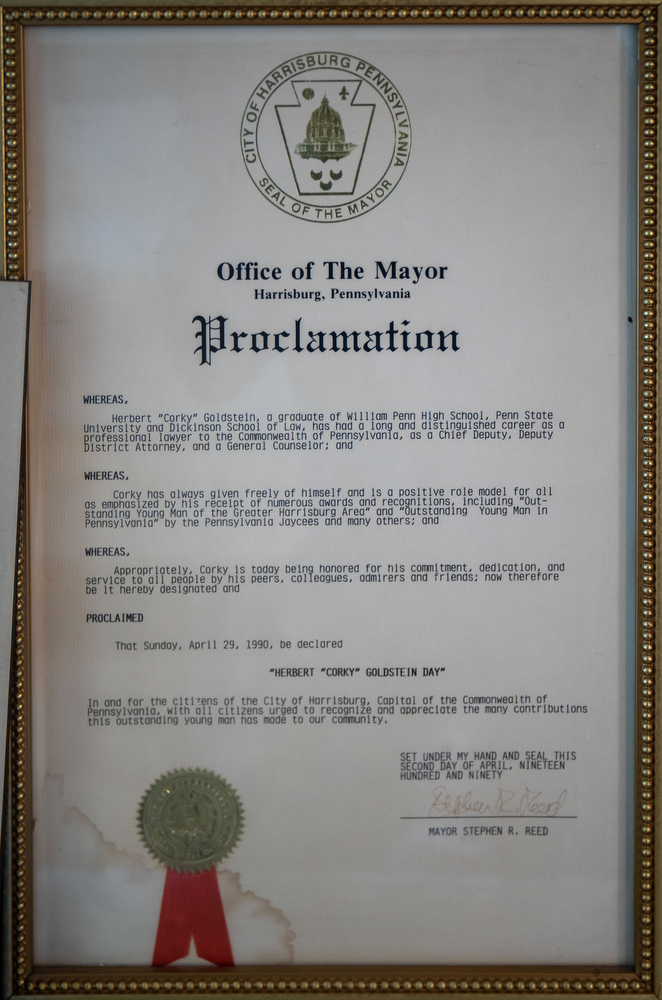 CITY OF HARRISBURG PENNSYLVANIA
SEAL OF THE MAYOR
Office of The Mayor
Harrisburg, Pennsylvania
Proclamation
WHEREAS,
Herbert "Corky" Goldstein, a graduate of William Penn High School, Penn State
University and Dickinson School of Law, has had a long and distinguished career as a
professional lawyer to the Commonwealth of Pennsylvania, as a Chief Deputy, Deputy
District Attorney, and a General Counselor; and
WHEREAS,
Corky has always given freely of himself and is a positive role model for all
as emphasized by his receipt of numerous awards and recognitions, including "Out-
standing Young Man of the Greater Harrisburg Area" and "Outstanding Young Man in
Pennsylvania" by the Pennsylvania Jaycees and many others; and
WHEREAS,
Appropriately, Corky is today being honored for his commitment, dedication, and
service to all people by his peers, colleagues, admirers and friends; now therefore
be it hereby designated and
PROCLAIMED
That Sunday, April 29, 1990, be declared
"HERBERT "CORKY" GOLDSTEIN DAY"
In and for the citizens of the City of Harrisburg, Capital of the Commonwealth of
Pennsylvania, with all citizens urged to recognize and appreciate the many contributions
this outstanding young man has made to our community.
SET UNDER MY HAND AND SEAL THIS
SECOND DAY OF APRIL, NINETEEN
HUNDRED AND NINETY
Stephen R. Reed
MAYOR STEPHEN R. REED